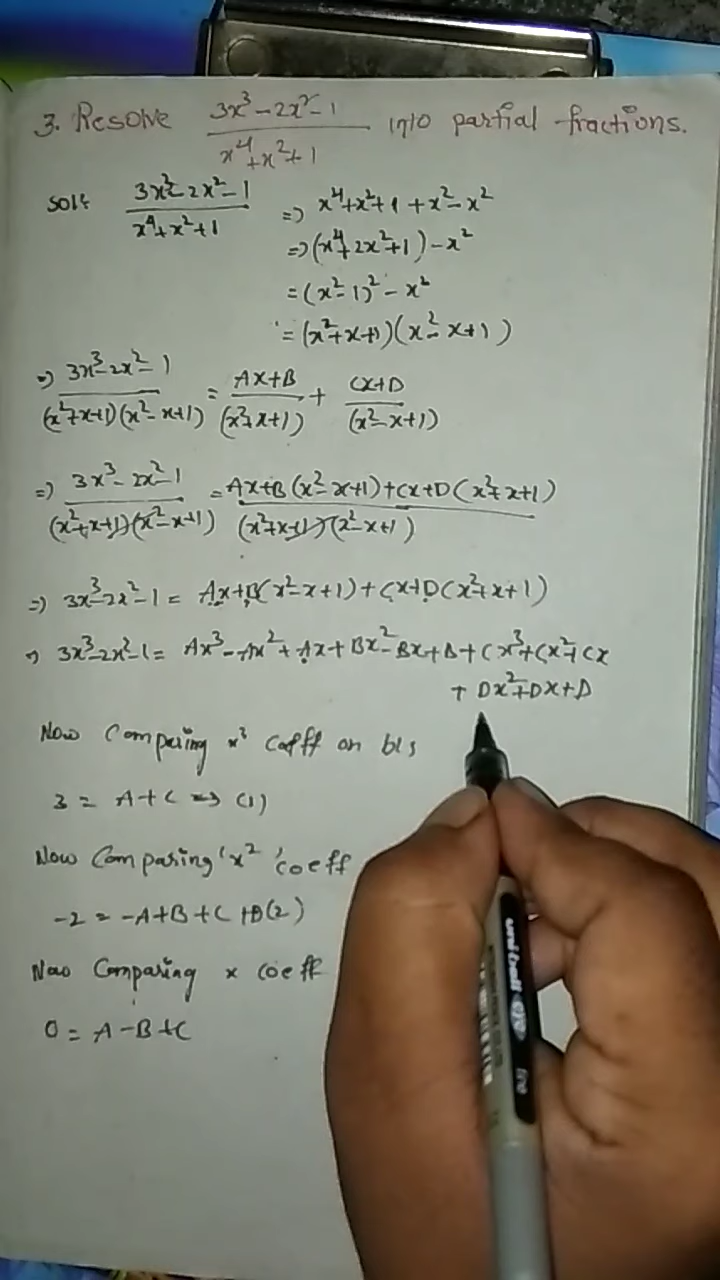 3. Resolve (3x³-2x²-1)/(x⁴+x²+1) into partial fractions.
Sol: (3x²-2x²-1)/(x⁴+x²+1) => x⁴+x²+1+x²-x²
=> (x⁴+2x²+1)-x²
= (x²-1)²-x²
= (x²+x+1)(x²-x+1)
=> (3x³-2x²-1)/((x²+x+1)(x²-x+1)) = (Ax+B)/(x²+x+1) + (Cx+D)/(x²-x+1)
=> (3x³-2x²-1)/((x²+x+1)(x²-x+1)) = (Ax+B(x²-x+1)+Cx+D(x²+x+1))/((x²+x+1)(x²-x+1))
=> 3x³-2x²-1 = Ax+B(x²-x+1)+Cx+D(x²+x+1)
=> 3x³-2x²-1 = Ax³-Ax²+Ax+Bx²-Bx+B+Cx³+Cx²+Cx
+Dx²+Dx+D
Now Comparing x³ Coeff on b/s
3 = A+C => (1)
Now Comparing 'x²' coeff
-2 = -A+B+C+D(2)
Now Comparing x coeff
0 = A-B+C
uni-ball eye fine